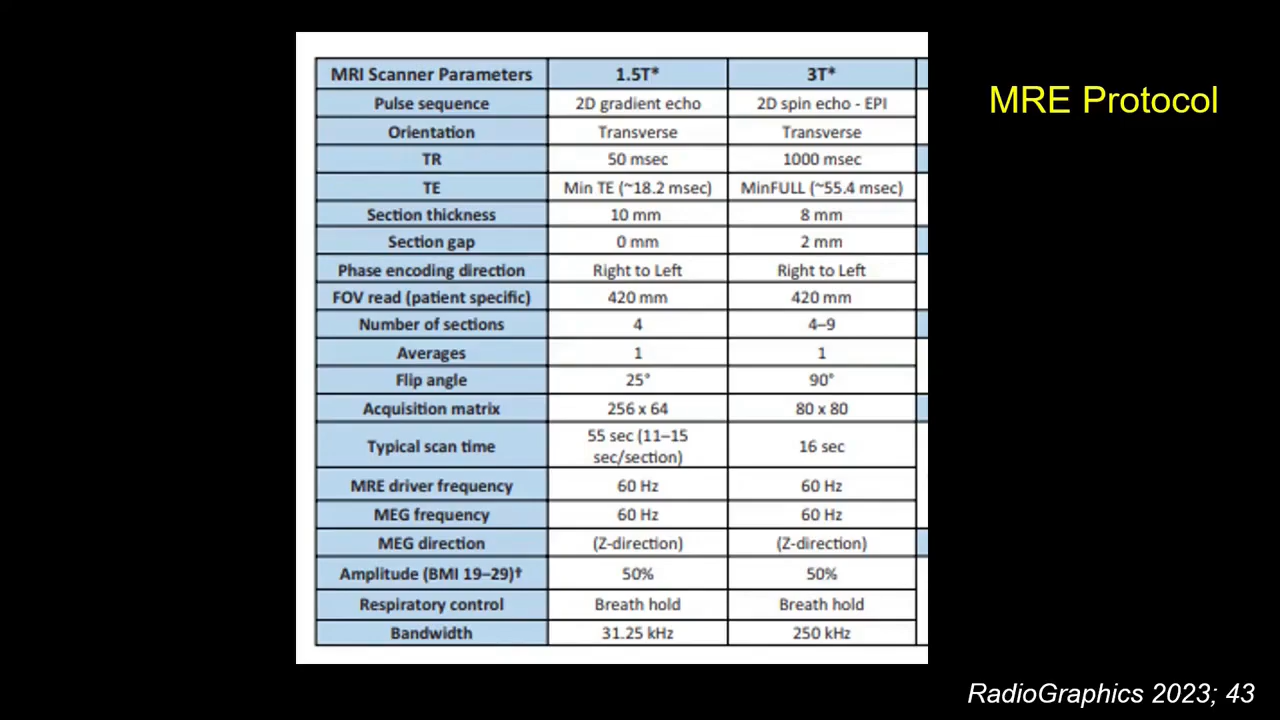 MRE Protocol
MRI Scanner Parameters 1.5T* 3T*
Pulse sequence 2D gradient echo 2D spin echo - EPI
Orientation Transverse Transverse
TR 50 msec 1000 msec
TE Min TE (~18.2 msec) MinFULL (~55.4 msec)
Section thickness 10 mm 8 mm
Section gap 0 mm 2 mm
Phase encoding direction Right to Left Right to Left
FOV read (patient specific) 420 mm 420 mm
Number of sections 4 4–9
Averages 1 1
Flip angle 25° 90°
Acquisition matrix 256 x 64 80 x 80
Typical scan time 55 sec (11–15 sec/section) 16 sec
MRE driver frequency 60 Hz 60 Hz
MEG frequency 60 Hz 60 Hz
MEG direction (Z-direction) (Z-direction)
Amplitude (BMI 19–29)† 50% 50%
Respiratory control Breath hold Breath hold
Bandwidth 31.25 kHz 250 kHz
RadioGraphics 2023; 43